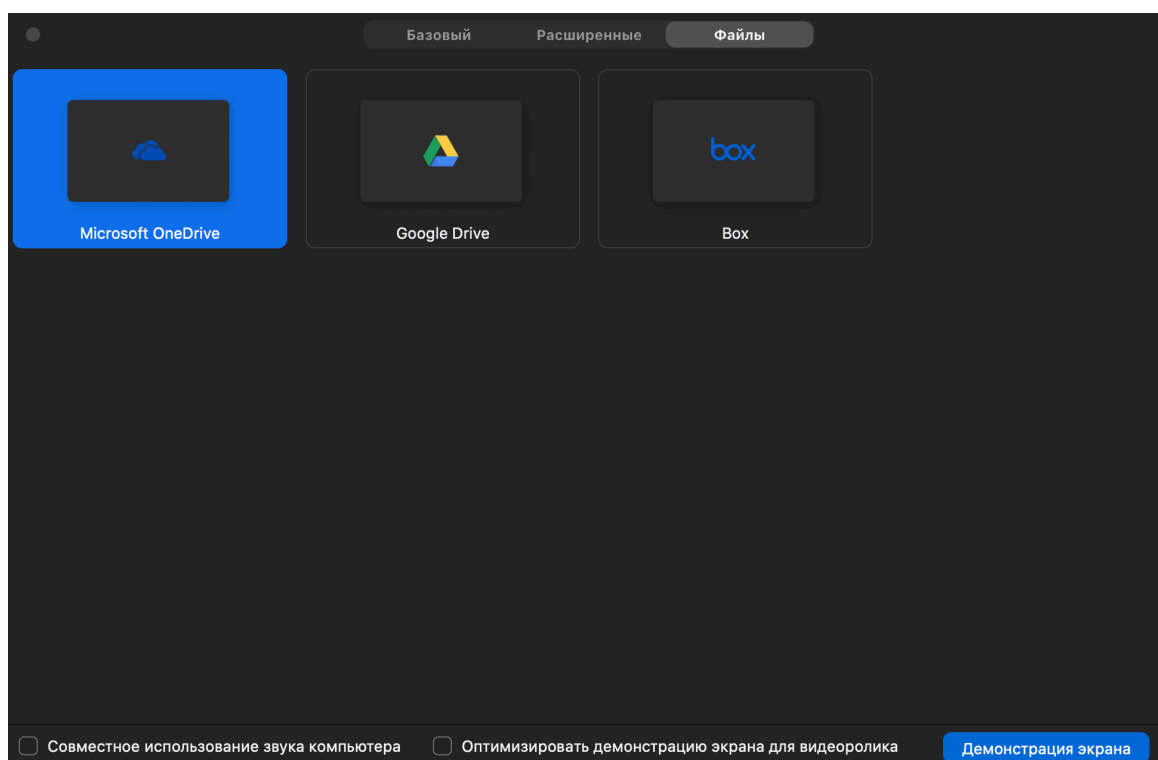 Базовый Расширенные Файлы
box
Microsoft OneDrive Google Drive Box
Совместное использование звука компьютера Оптимизировать демонстрацию экрана для видеоролика Демонстрация экрана